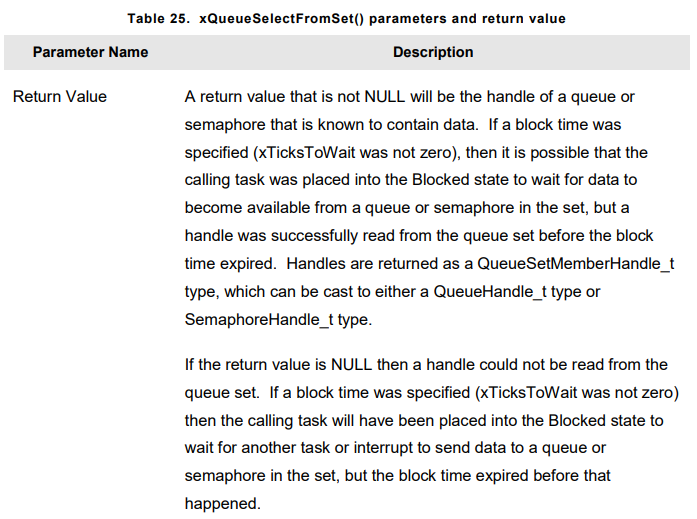 Table 25. xQueueSelectFromSet() parameters and return value
Parameter Name Description
Return Value A return value that is not NULL will be the handle of a queue or
semaphore that is known to contain data. If a block time was
specified (xTicksToWait was not zero), then it is possible that the
calling task was placed into the Blocked state to wait for data to
become available from a queue or semaphore in the set, but a
handle was successfully read from the queue set before the block
time expired. Handles are returned as a QueueSetMemberHandle_t
type, which can be cast to either a QueueHandle_t type or
SemaphoreHandle_t type.
If the return value is NULL then a handle could not be read from the
queue set. If a block time was specified (xTicksToWait was not zero)
then the calling task will have been placed into the Blocked state to
wait for another task or interrupt to send data to a queue or
semaphore in the set, but the block time expired before that
happened.